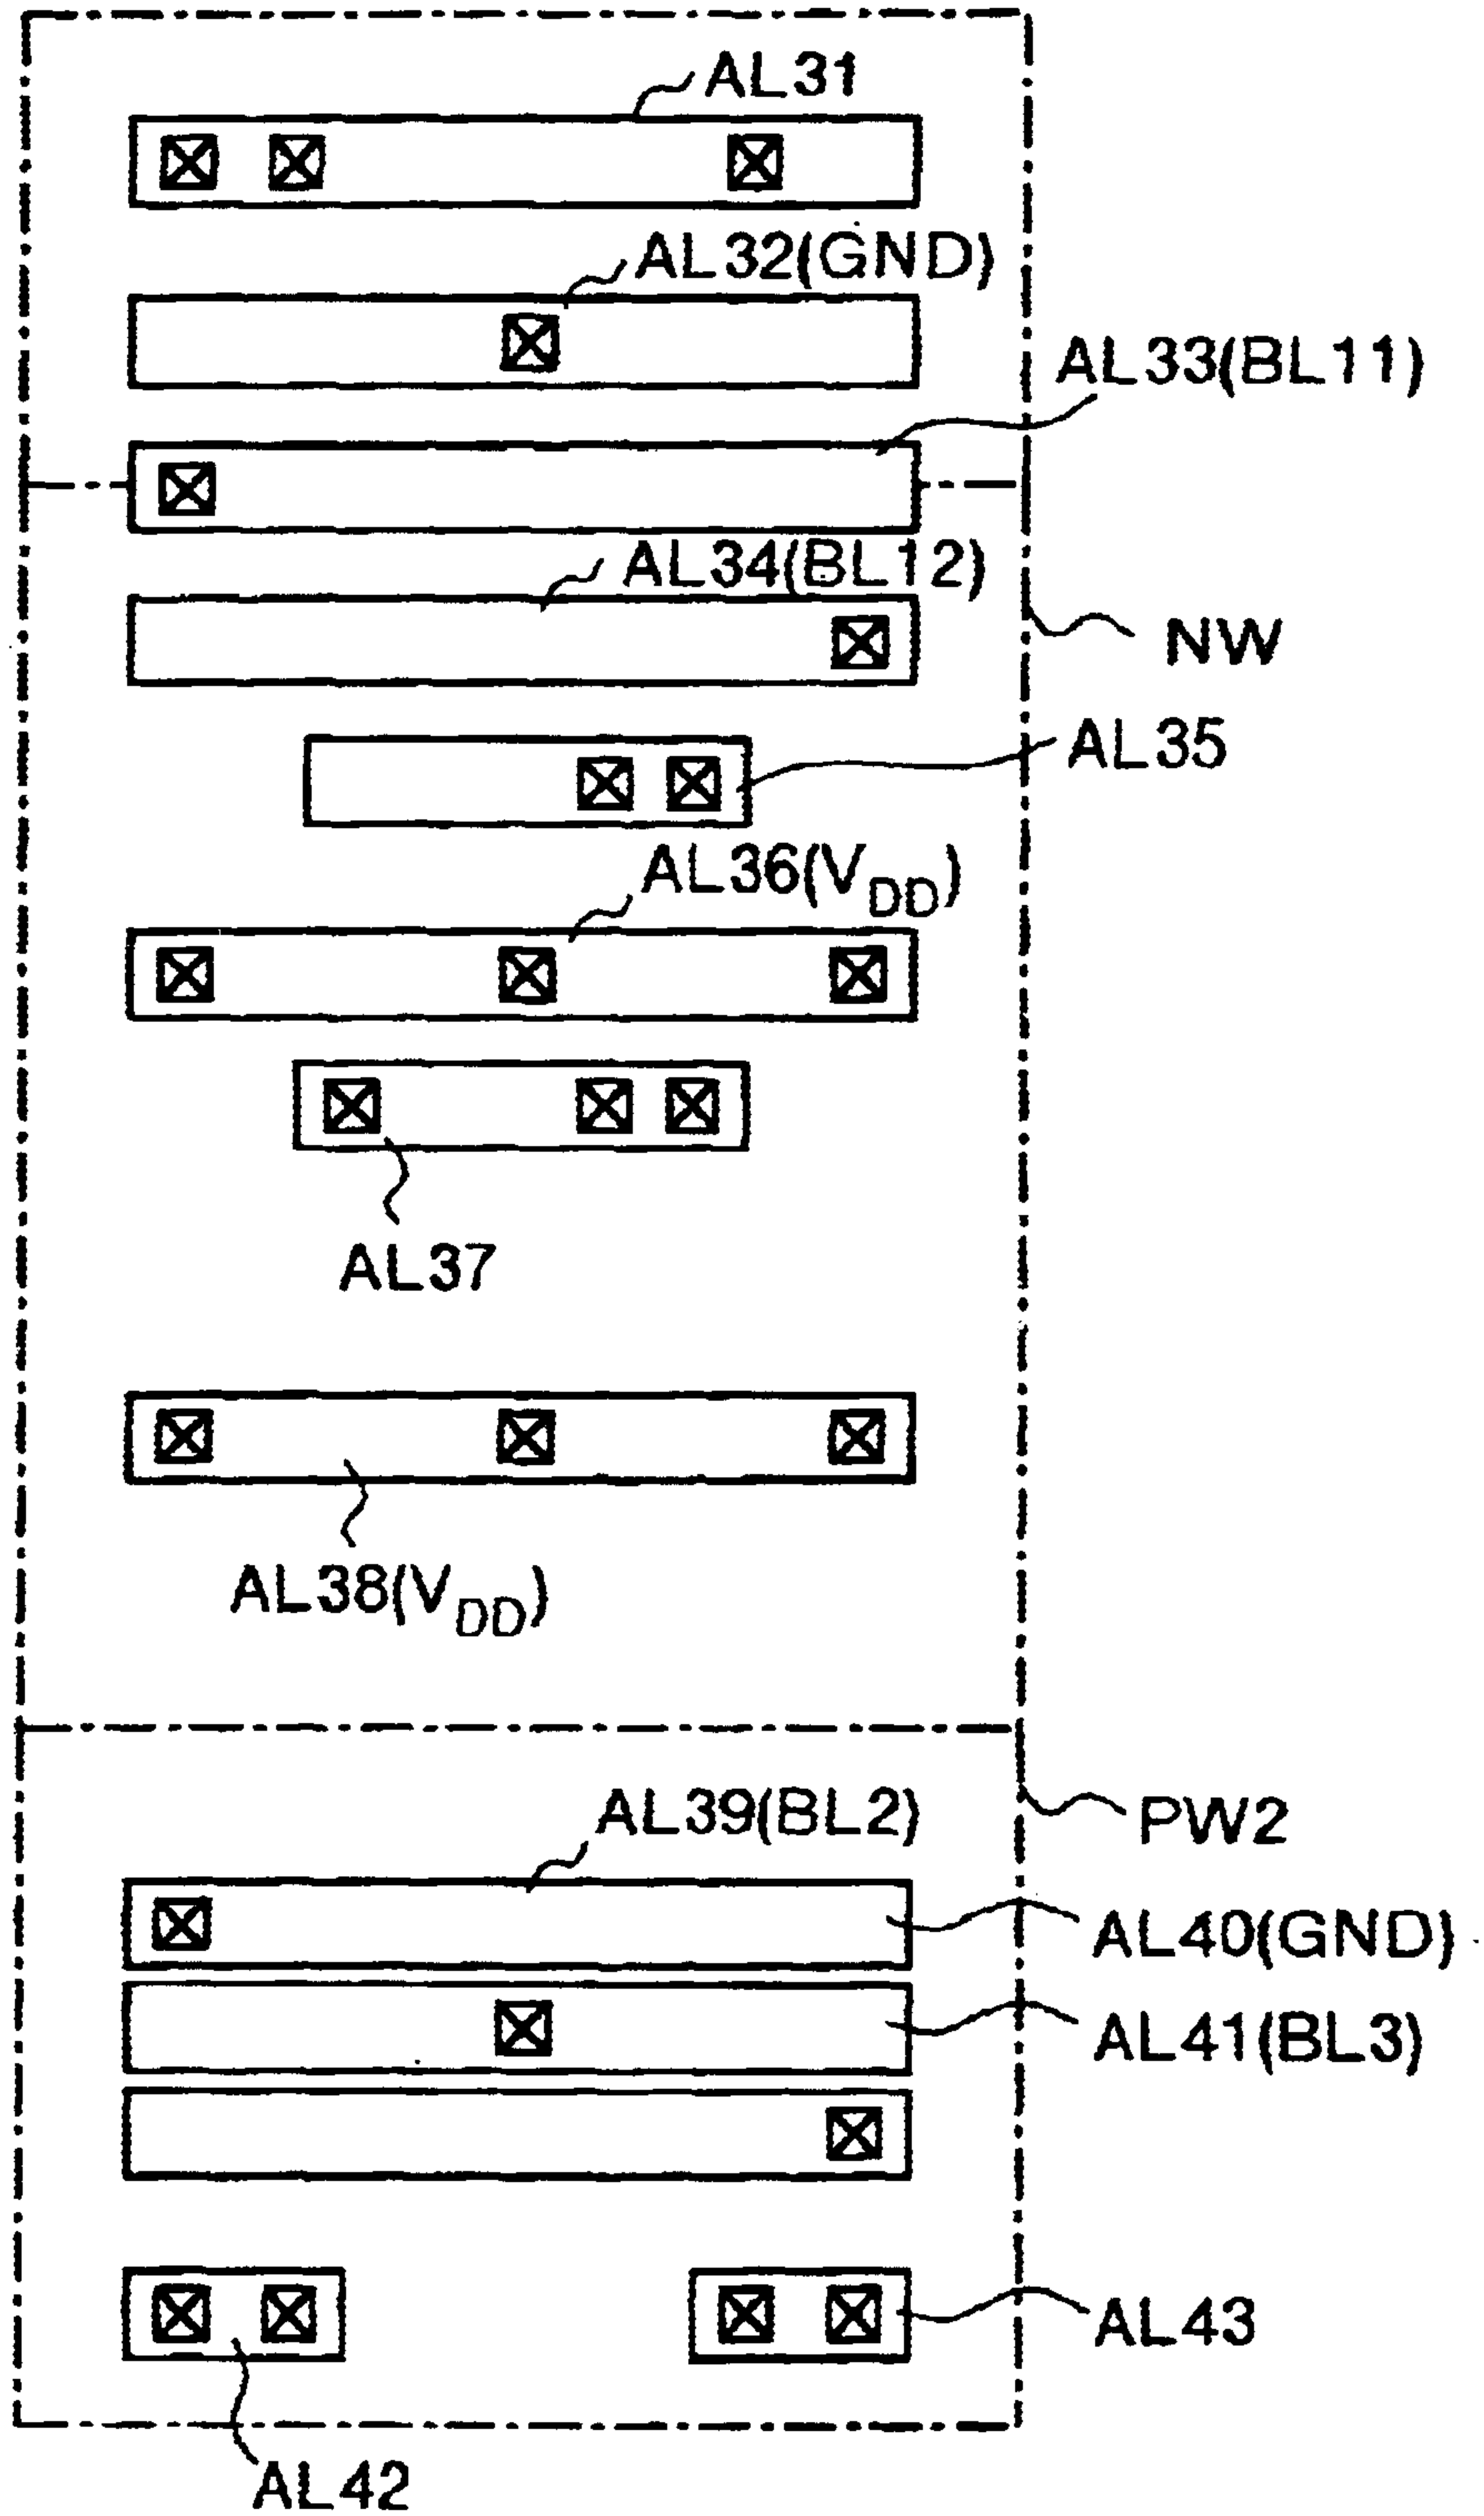 AL31
AL32(GND)
AL33(BL11)
AL34(BL12)
NW
AL35
AL36(VDD)
AL37
AL38(VDD)
AL39(BL2)
PW2
AL40(GND)
AL41(BL3)
AL43
AL42